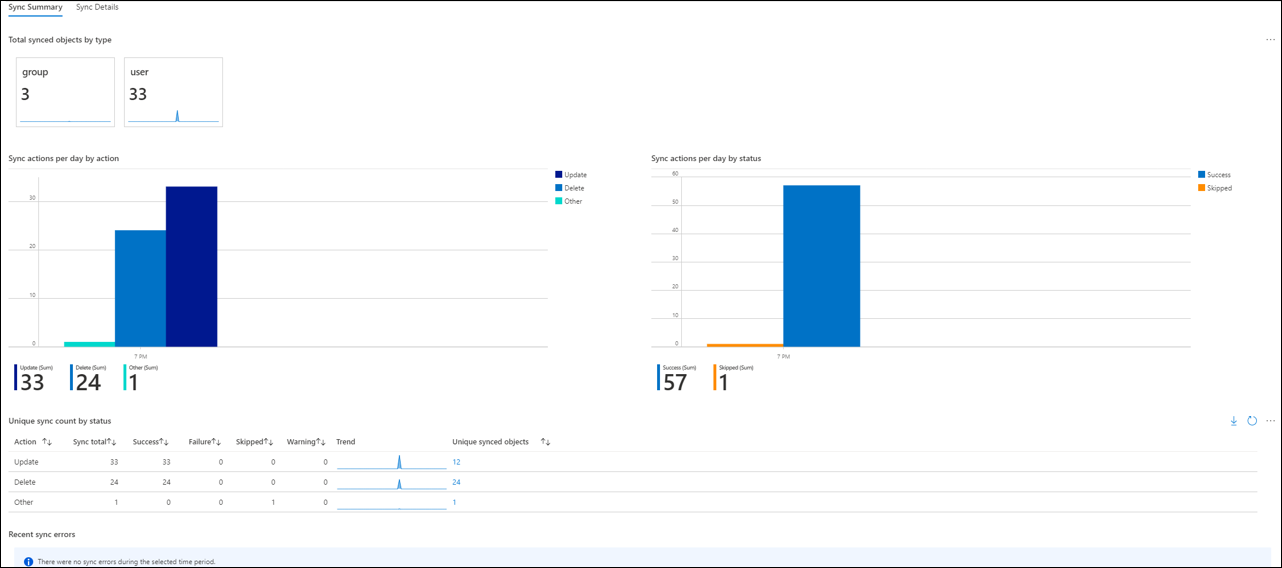 Sync Summary Sync Details
Total synced objects by type
...
group
3
user
33
Sync actions per day by action
30
20
10
0
7 PM
Update
Delete
Other
Update (Sum)
33
Delete (Sum)
24
Other (Sum)
1
Sync actions per day by status
60
50
40
30
20
10
0
7 PM
Success
Skipped
Success (Sum)
57
Skipped (Sum)
1
Unique sync count by status
...
Action Sync total Success Failure Skipped Warning Trend Unique synced objects
Update 33 33 0 0 0 12
Delete 24 24 0 0 0 24
Other 1 0 0 1 0 1
Recent sync errors
There were no sync errors during the selected time period.